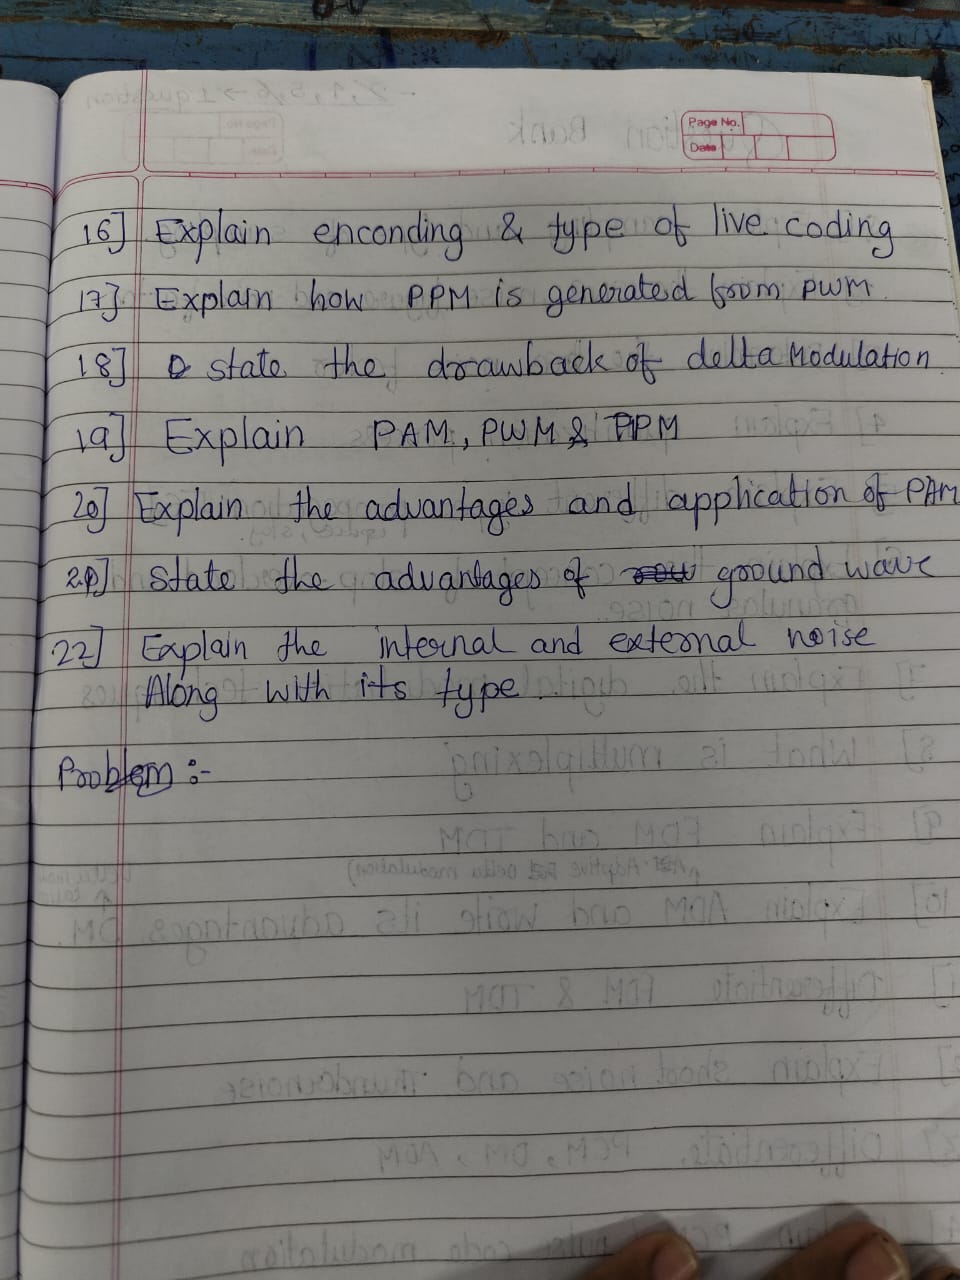 Page No.
Date
16] Explain enconding & type of live coding
17] Explain how PPM is generated from PWM
18] state the drawback of delta Modulation
19] Explain PAM, PWM & PPM
20] Explain the advantages and application of PAM
21] state the advantages of ground wave
22] Explain the internal and external noise
Along with its type
Problem :-